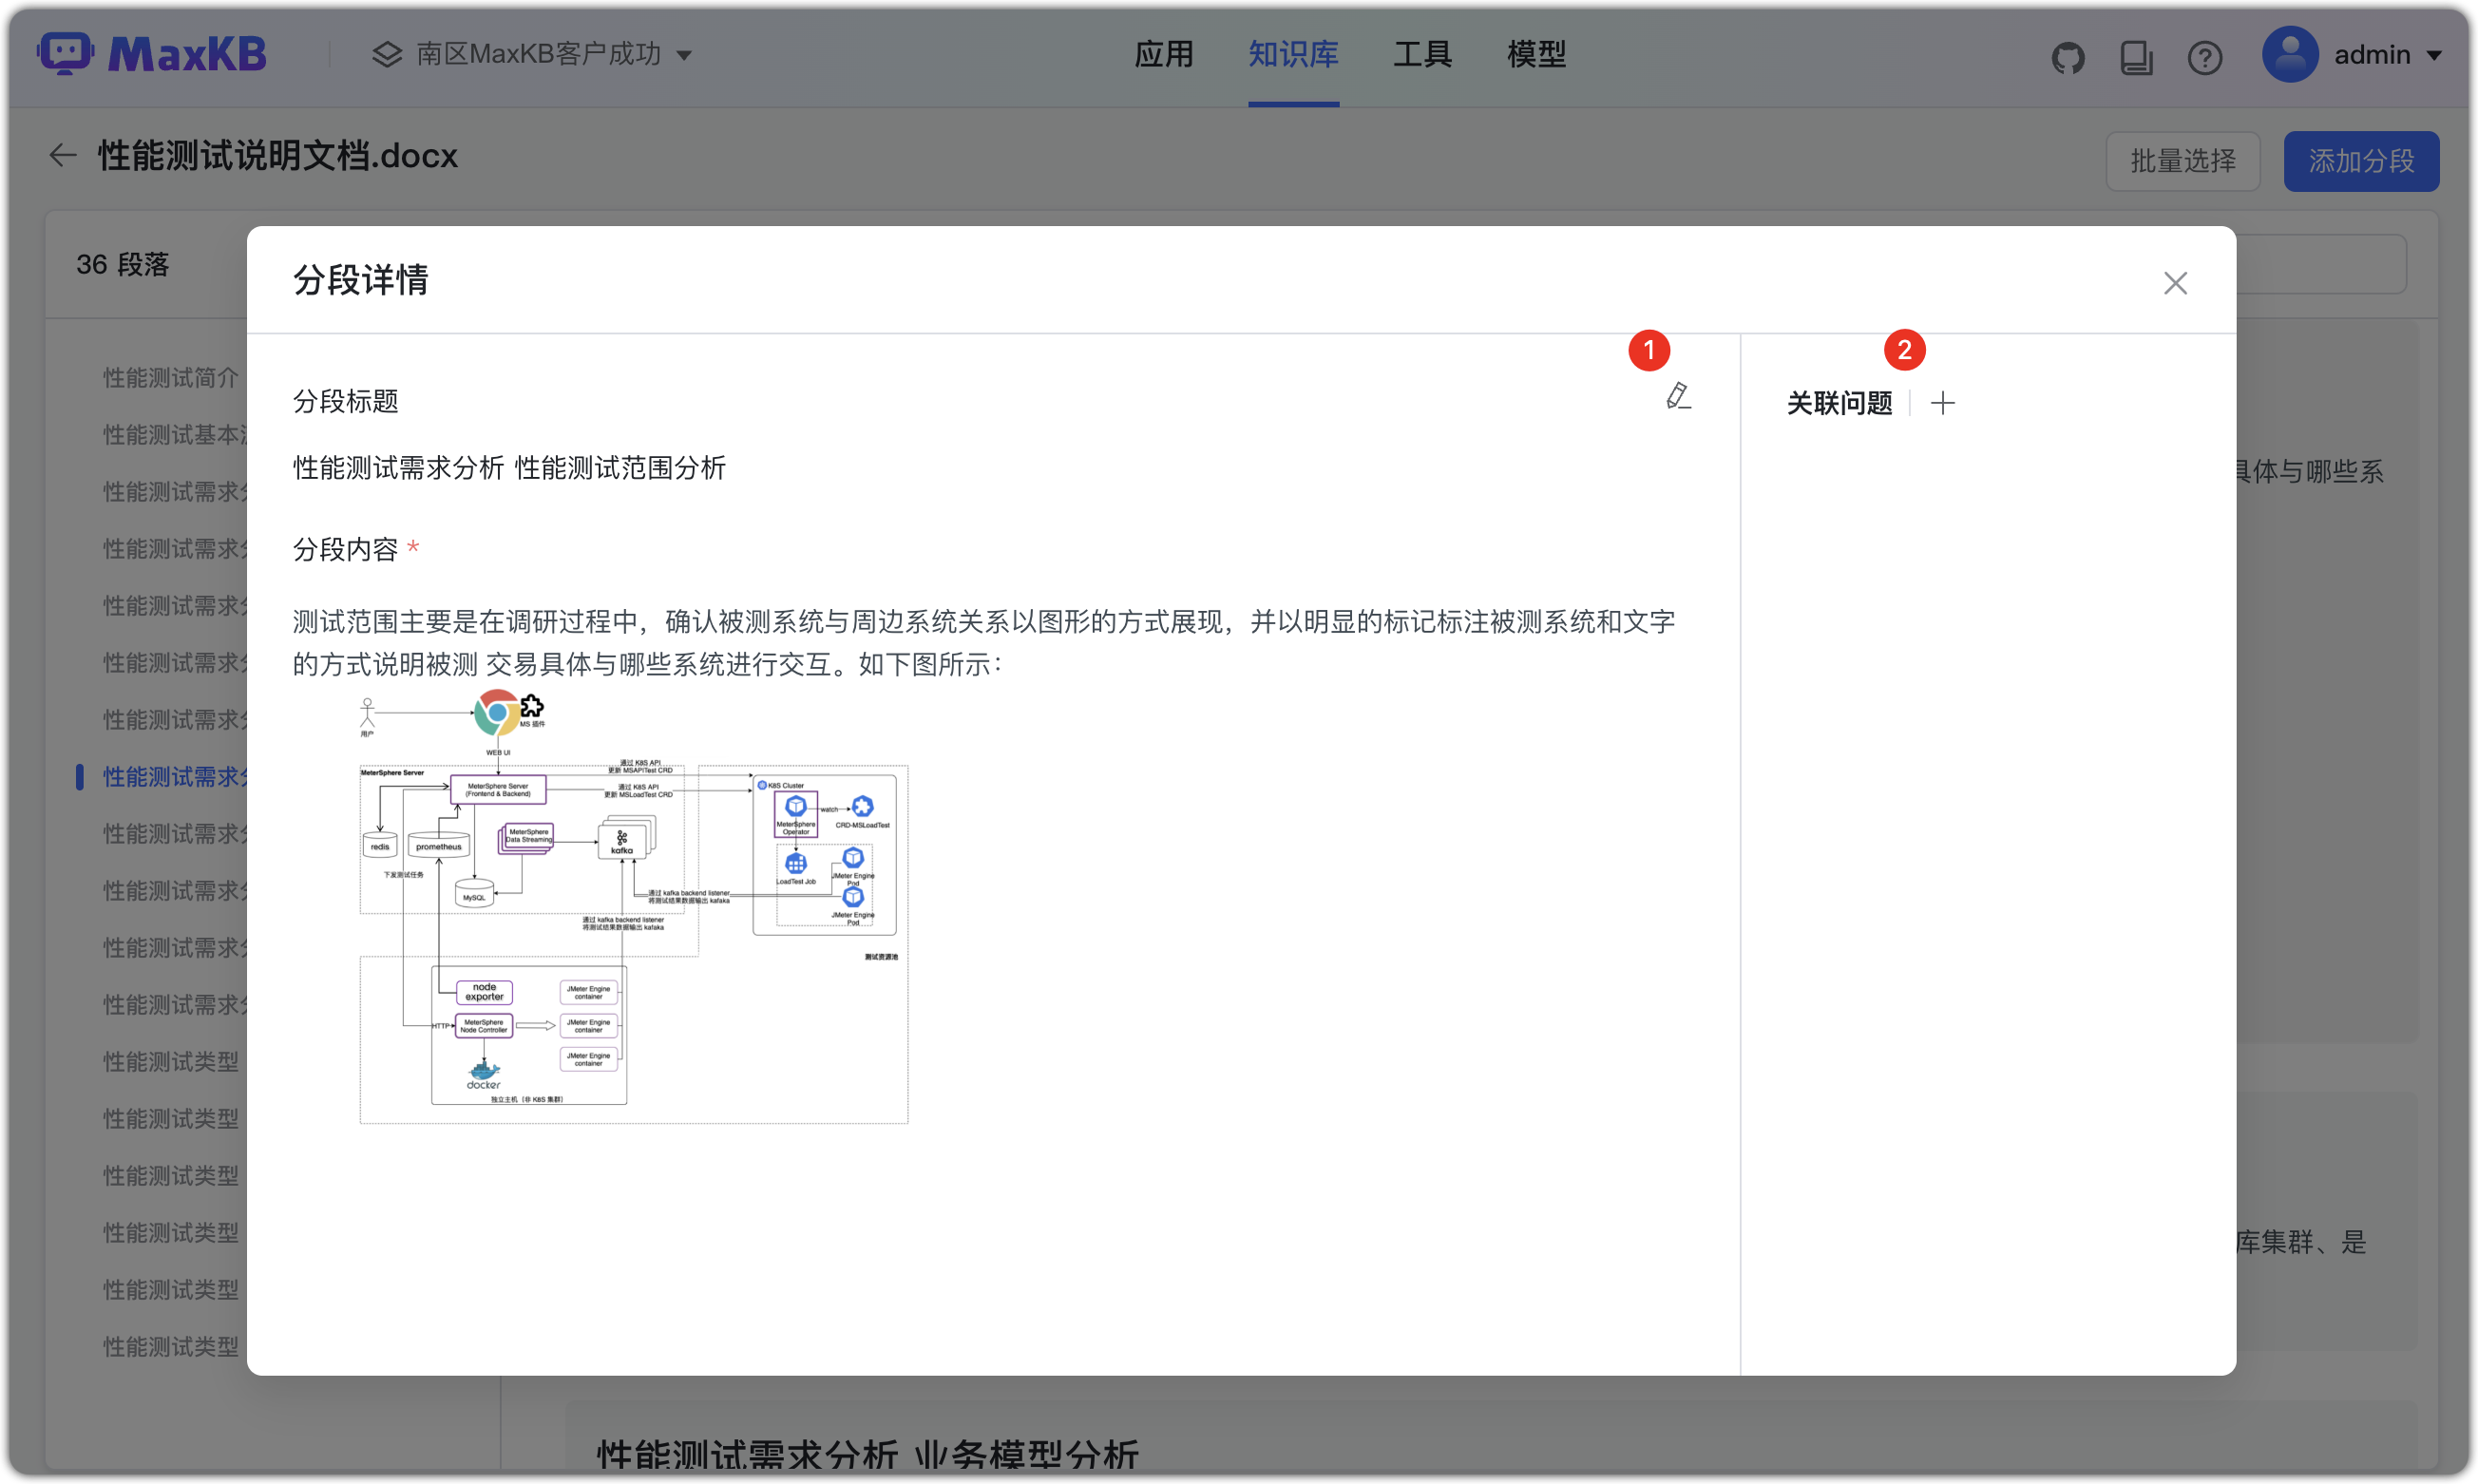 MaxKB
南区MaxKB客户成功
应用
知识库
工具
模型
admin
性能测试说明文档.docx
批量选择
添加分段
36 段落
性能测试简介
性能测试基本
性能测试需求
性能测试需求
性能测试需求
性能测试需求
性能测试需求
性能测试需求
性能测试需求
性能测试需求
性能测试需求
性能测试需求
性能测试类型
性能测试类型
性能测试类型
性能测试类型
性能测试类型
性能测试类型
分段详情
1
2
分段标题
性能测试需求分析 性能测试范围分析
分段内容 *
测试范围主要是在调研过程中，确认被测系统与周边系统关系以图形的方式展现，并以明显的标记标注被测系统和文字
的方式说明被测 交易具体与哪些系统进行交互。如下图所示：
用户
MS 插件
WEB UI
MeterSphere Server
MeterSphere Server
(Frontend & Backend)
通过 K8S API
更新 MSAPITest CRD
通过 K8S API
更新 MSLoadTest CRD
K8S Cluster
MeterSphere
Operator
watch
CRD-MSLoadTest
redis
prometheus
MeterSphere
Data Streaming
kafka
LoadTest Job
JMeter Engine
Pod
JMeter Engine
Pod
下发测试任务
MySQL
通过 kafka backend listener
将测试结果数据输出 kafaka
通过 kafka backend listener
将测试结果数据输出 kafaka
测试资源池
node
exporter
JMeter Engine
container
HTTP
MeterSphere
Node Controller
JMeter Engine
container
JMeter Engine
container
docker
独立主机（非 K8S 集群）
关联问题
具体与哪些系
库集群、是
性能测试需求分析 业务模型分析